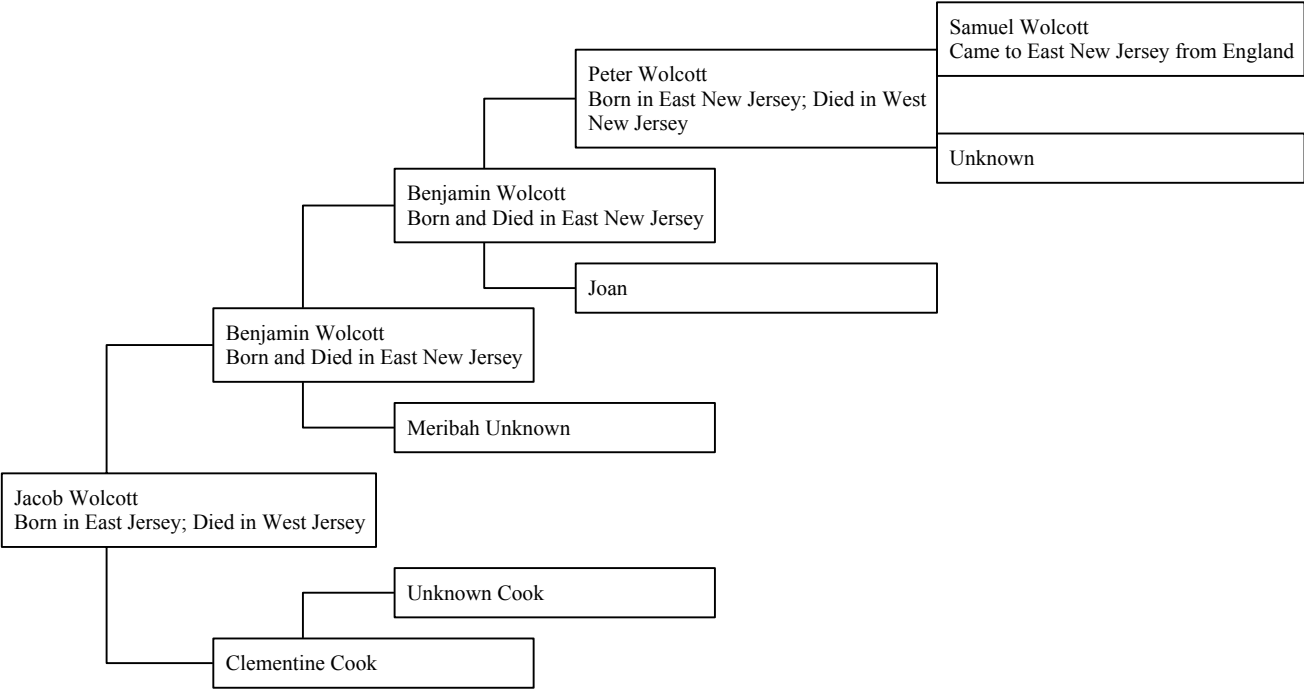 Samuel Wolcott
Came to East New Jersey from England
Peter Wolcott
Born in East New Jersey; Died in West
New Jersey
Unknown
Benjamin Wolcott
Born and Died in East New Jersey
Joan
Benjamin Wolcott
Born and Died in East New Jersey
Meribah Unknown
Jacob Wolcott
Born in East Jersey; Died in West Jersey
Unknown Cook
Clementine Cook